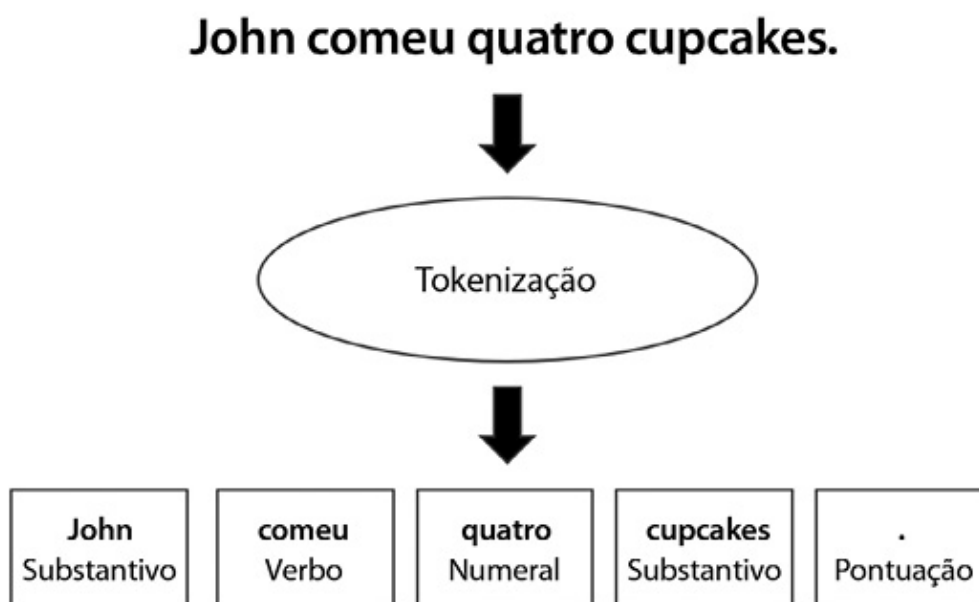 John comeu quatro cupcakes.
Tokenização
John comeu quatro cupcakes .
Substantivo Verbo Numeral Substantivo Pontuação